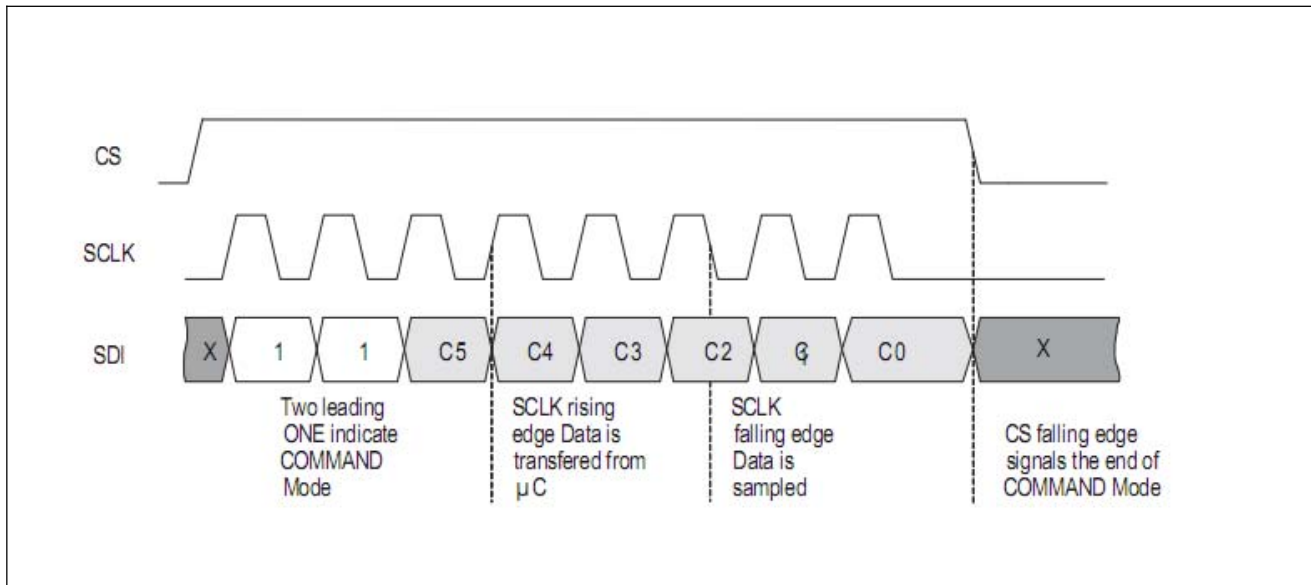 CS
SCLK
SDI
X 1 1 C5 C4 C3 C2 C0 X
Two leading
ONE indicate
COMMAND
Mode
SCLK rising
edge Data is
transfered from
µC
SCLK
falling edge
Data is
sampled
CS falling edge
signals the end of
COMMAND Mode